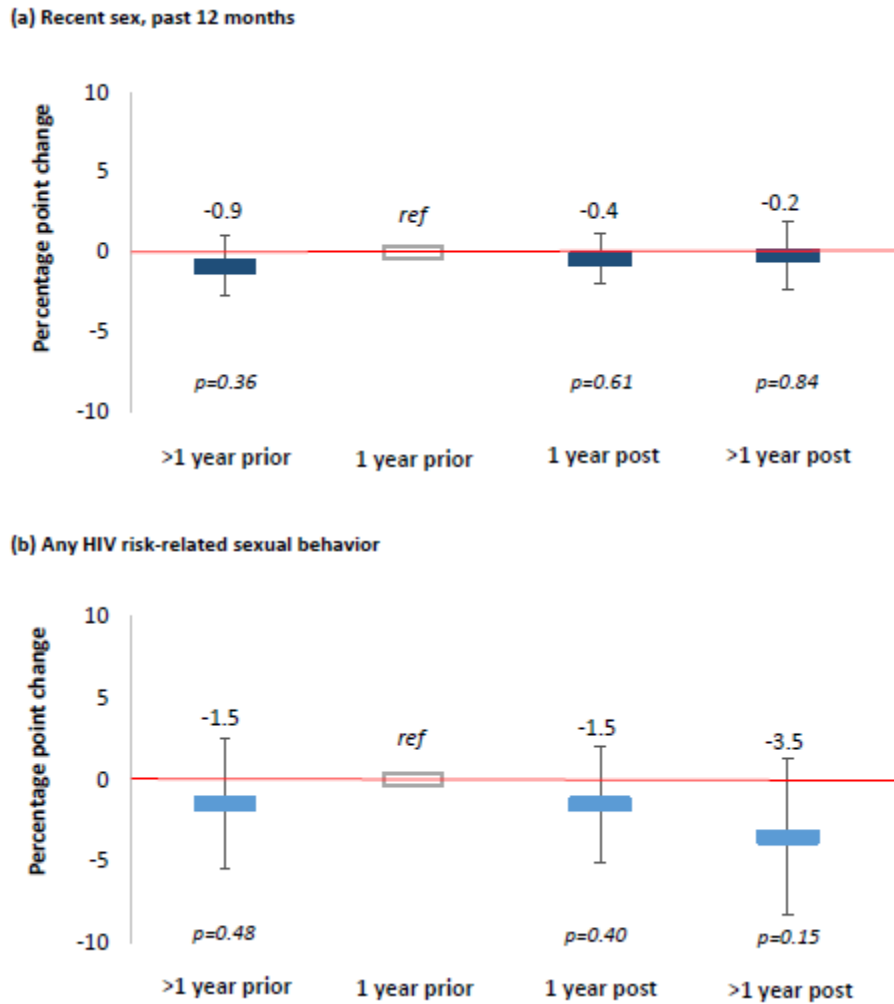 (a) Recent sex, past 12 months
Percentage point change
10
5
0
-5
-10
-0.9
ref
-0.4
-0.2
p=0.36
p=0.61
p=0.84
>1 year prior
1 year prior
1 year post
>1 year post
(b) Any HIV risk-related sexual behavior
Percentage point change
10
5
0
-5
-10
-1.5
ref
-1.5
-3.5
p=0.48
p=0.40
p=0.15
>1 year prior
1 year prior
1 year post
>1 year post